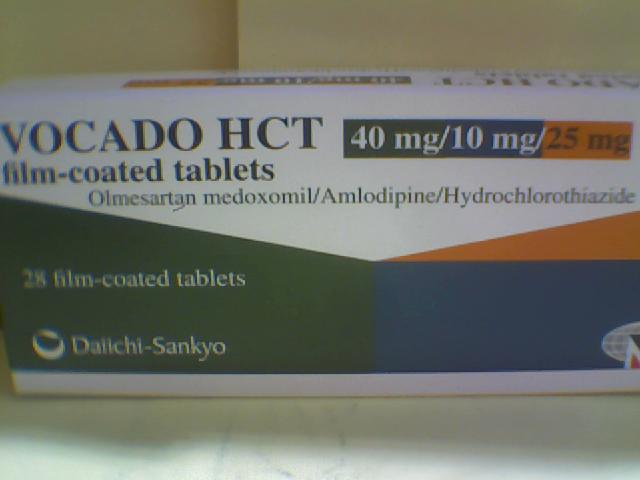 VOCADO HCT 40 mg/10 mg/25 mg
film-coated tablets
Olmesartan medoxomil/Amlodipine/Hydrochlorothiazide
28 film-coated tablets
Daiichi-Sankyo